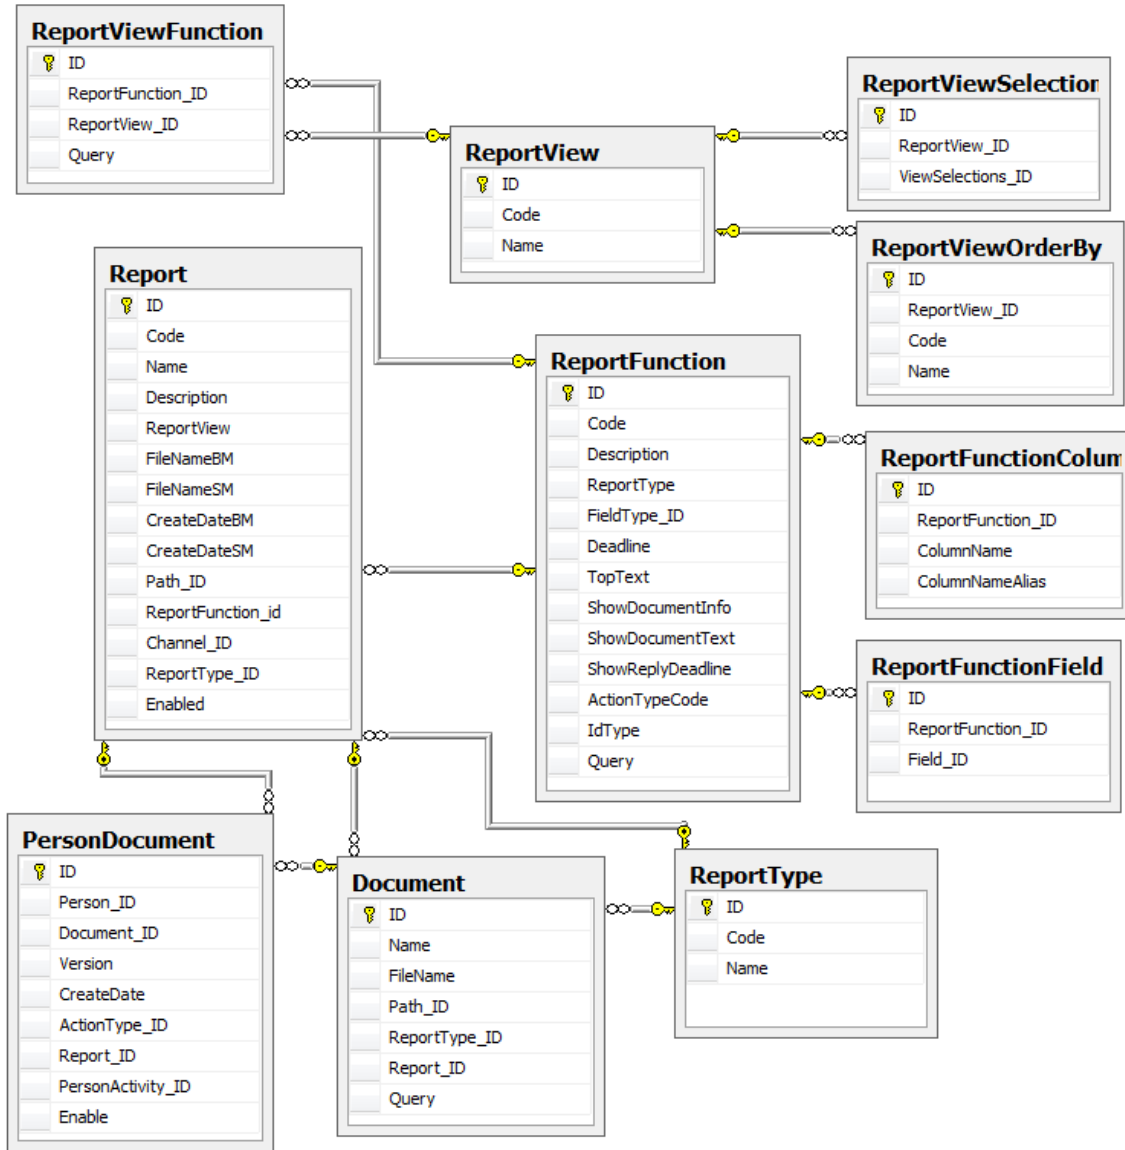 ReportViewFunction
ID
ReportFunction_ID
ReportView_ID
Query
ReportView
ID
Code
Name
ReportViewSelection
ID
ReportView_ID
ViewSelections_ID
ReportViewOrderBy
ID
ReportView_ID
Code
Name
Report
ID
Code
Name
Description
ReportView
FileNameBM
FileNameSM
CreateDateBM
CreateDateSM
Path_ID
ReportFunction_id
Channel_ID
ReportType_ID
Enabled
ReportFunction
ID
Code
Description
ReportType
FieldType_ID
Deadline
TopText
ShowDocumentInfo
ShowDocumentText
ShowReplyDeadline
ActionTypeCode
IdType
Query
ReportFunctionColum
ID
ReportFunction_ID
ColumnName
ColumnNameAlias
ReportFunctionField
ID
ReportFunction_ID
Field_ID
PersonDocument
ID
Person_ID
Document_ID
Version
CreateDate
ActionType_ID
Report_ID
PersonActivity_ID
Enable
Document
ID
Name
FileName
Path_ID
ReportType_ID
Report_ID
Query
ReportType
ID
Code
Name